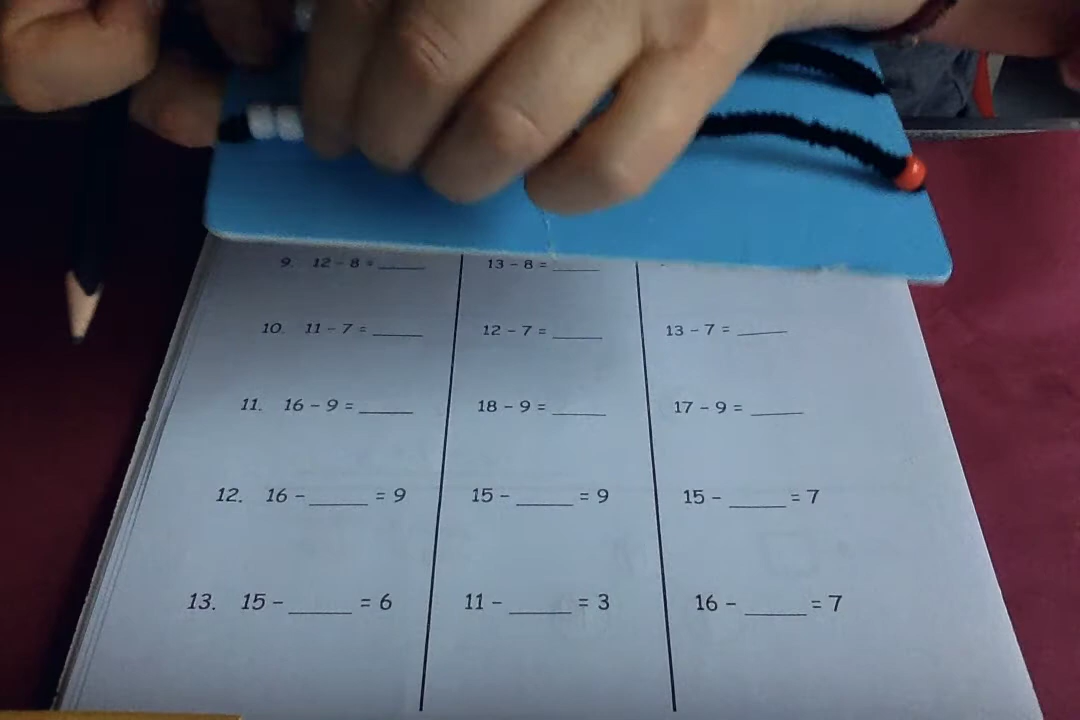 9. 12 - 8 = ____ 13 - 8 = ____
10. 11 - 7 = ____ 12 - 7 = ____ 13 - 7 = ____
11. 16 - 9 = ____ 18 - 9 = ____ 17 - 9 = ____
12. 16 - ____ = 9 15 - ____ = 9 15 - ____ = 7
13. 15 - ____ = 6 11 - ____ = 3 16 - ____ = 7